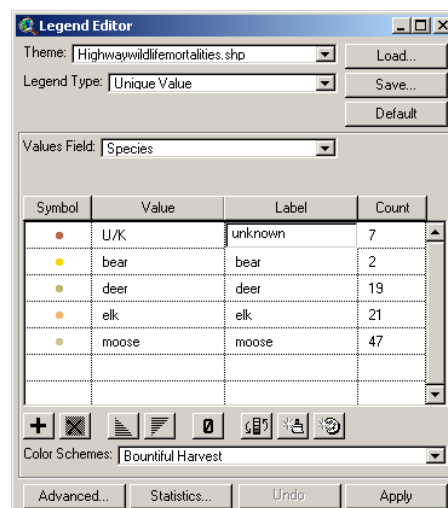 Legend Editor
Theme: Highwaywildlifemortalities.shp Load...
Legend Type: Unique Value Save...
Default
Values Field: Species
Symbol Value Label Count
U/K unknown 7
bear bear 2
deer deer 19
elk elk 21
moose moose 47
0
Color Schemes: Bountiful Harvest
Advanced... Statistics... Undo Apply